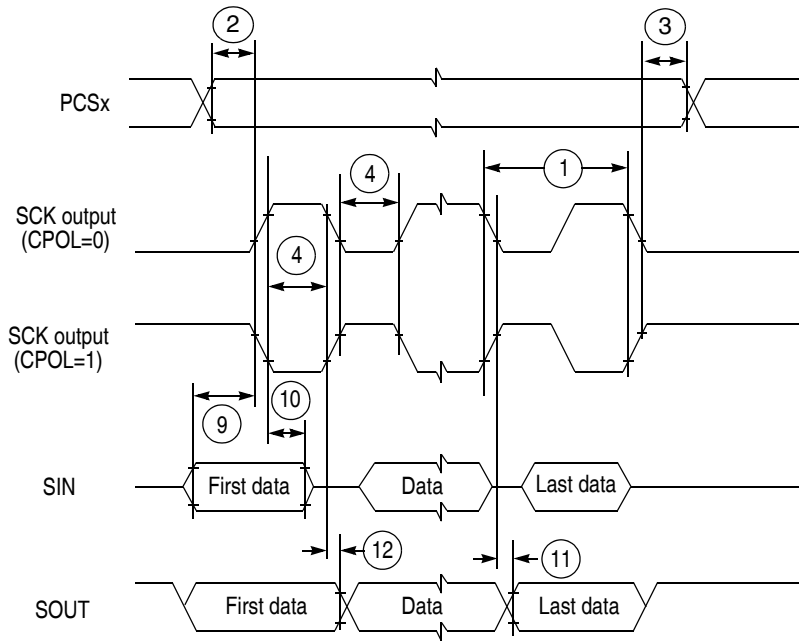 2
3
PCSx
4
1
SCK output
(CPOL=0)
4
SCK output
(CPOL=1)
9
10
SIN
First data
Data
Last data
12
11
SOUT
First data
Data
Last data